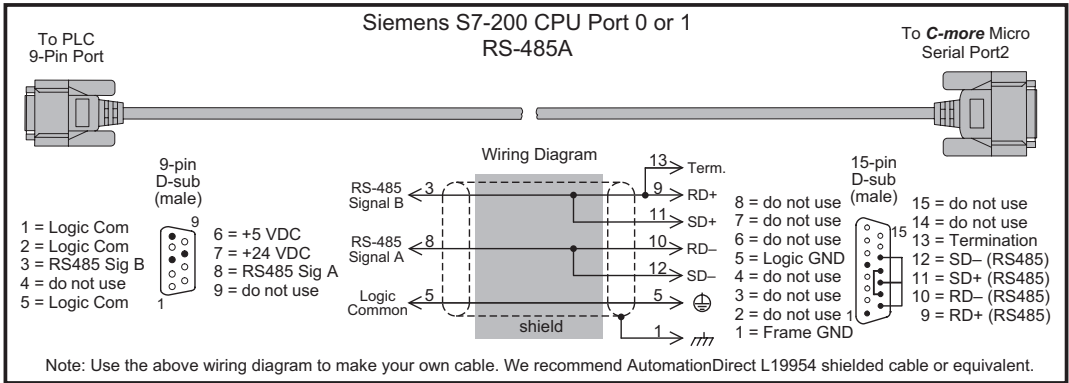 Siemens S7-200 CPU Port 0 or 1
RS-485A
To PLC
9-Pin Port
To C-more Micro
Serial Port2
9-pin
D-sub
(male)
9
1
1 = Logic Com
2 = Logic Com
3 = RS485 Sig B
4 = do not use
5 = Logic Com
6 = +5 VDC
7 = +24 VDC
8 = RS485 Sig A
9 = do not use
Wiring Diagram
13 Term.
RS-485
Signal B
3
9 RD+
11 SD+
RS-485
Signal A
8
10 RD–
12 SD–
Logic
Common
5
5
shield
1
8 = do not use
7 = do not use
6 = do not use
5 = Logic GND
4 = do not use
3 = do not use
2 = do not use
1 = Frame GND
15-pin
D-sub
(male)
15
1
15 = do not use
14 = do not use
13 = Termination
12 = SD– (RS485)
11 = SD+ (RS485)
10 = RD– (RS485)
9 = RD+ (RS485)
Note: Use the above wiring diagram to make your own cable. We recommend AutomationDirect L19954 shielded cable or equivalent.